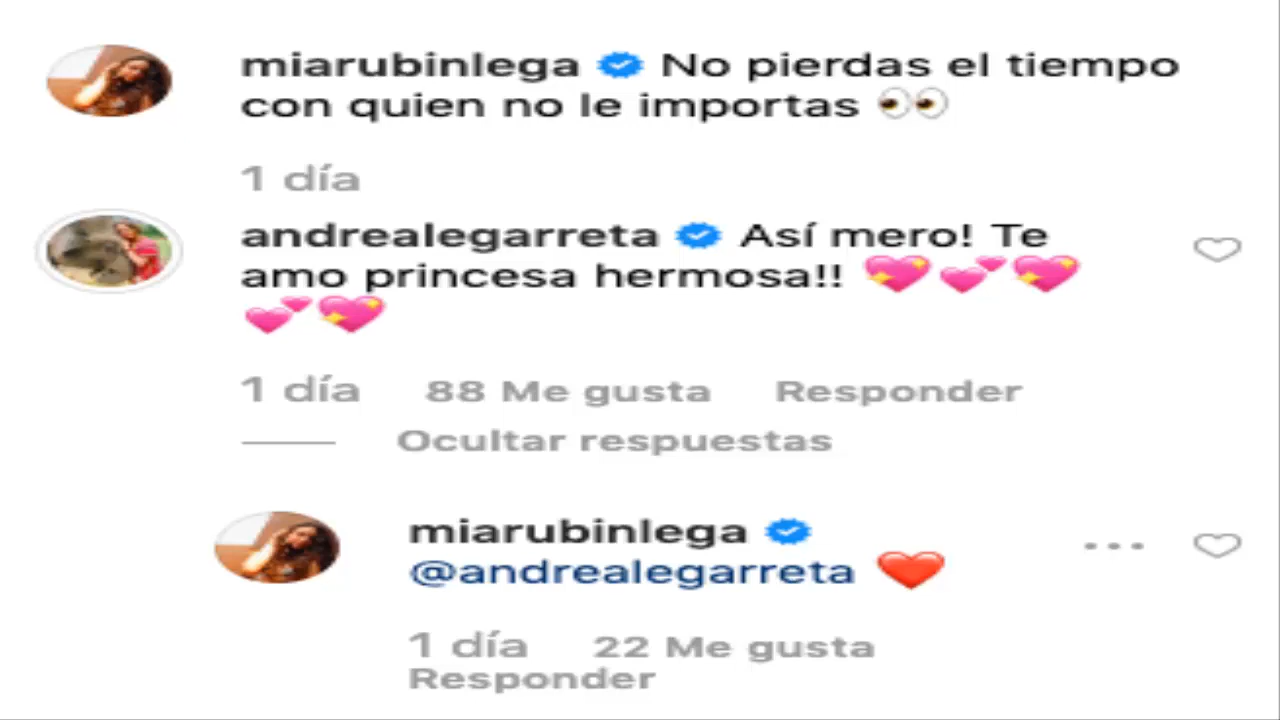 miarubinlega No pierdas el tiempo
con quien no le importas 👀
1 día
andrealegarreta Así mero! Te
amo princesa hermosa!! 💖💕💖
💕💖
1 día 88 Me gusta Responder
Ocultar respuestas
miarubinlega
@andrealegarreta ❤️
1 día 22 Me gusta
Responder